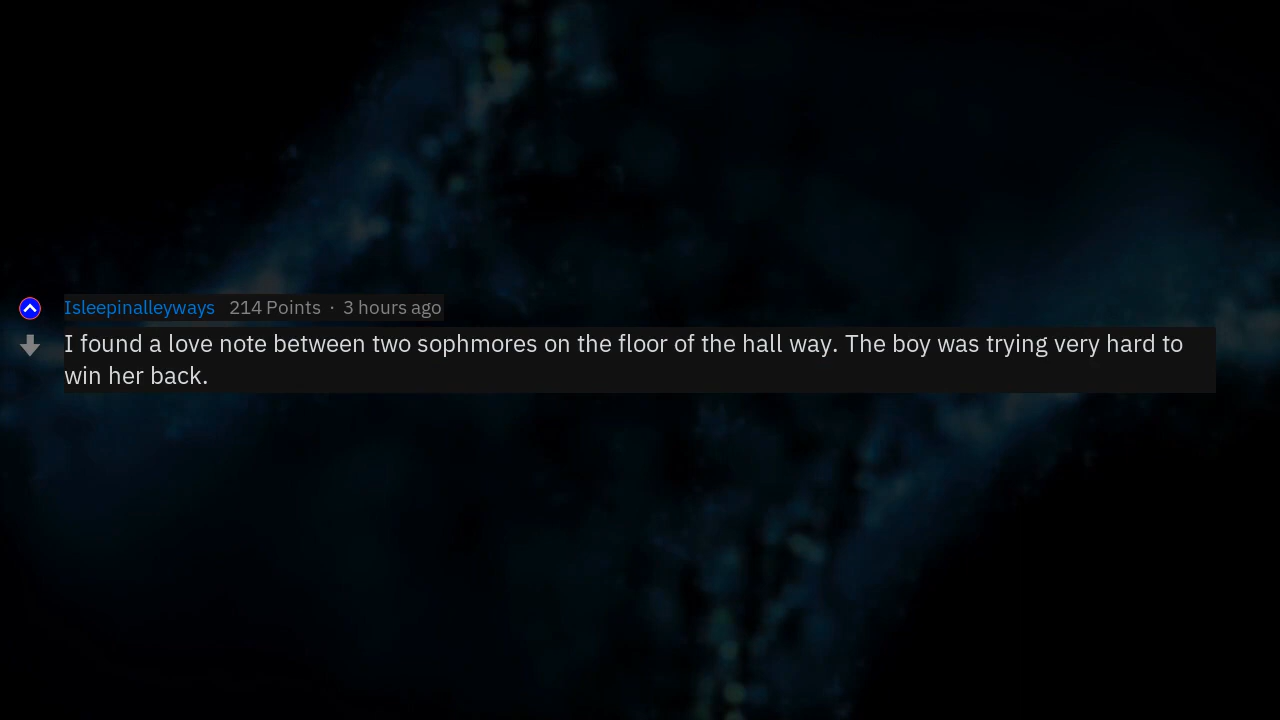 Isleepinalleyways 214 Points · 3 hours ago
I found a love note between two sophmores on the floor of the hall way. The boy was trying very hard to
win her back.